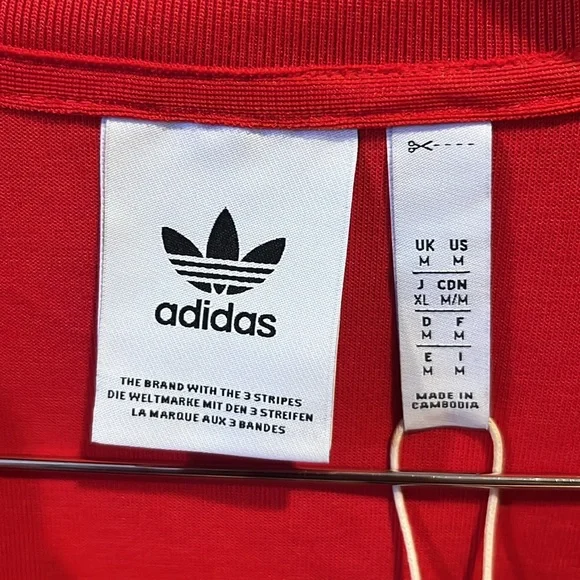 adidas
THE BRAND WITH THE 3 STRIPES
DIE WELTMARKE MIT DEN 3 STREIFEN
LA MARQUE AUX 3 BANDES
UK US
M M
J CDN
XL M/M
D F
M M
E I
M M
MADE IN
CAMBODIA